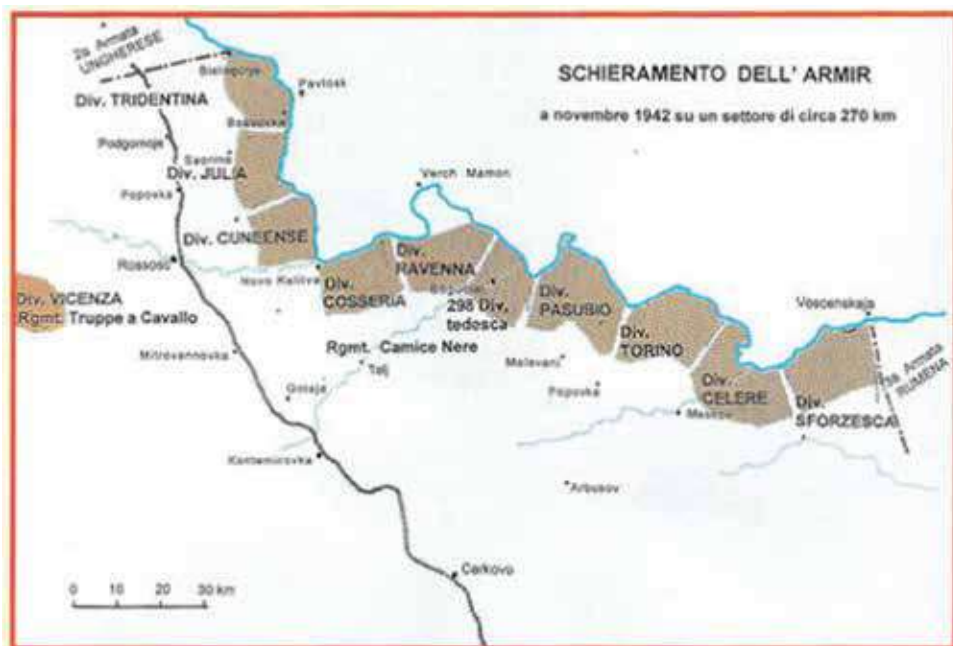 SCHIERAMENTO DELL' ARMIR
a novembre 1942 su un settore di circa 270 km
2a Armata
UNGHERESE
Pavlosk
Div. TRIDENTINA
Podgornoje
Div. JULIA
Popovka
Verch Mamon
Div. CUNEENSE
Rossosc
Novo Kalitva
Div.
COSSERIA
Div.
RAVENNA
298 Div.
tedesca
Div.
PASUBIO
Voscenskaja
Div. VICENZA
Rgmt. Truppe a Cavallo
Rgmt. Camice Nere
Div.
TORINO
3a Armata
RUMENA
Mitrovannovka
Talj
Malevani
Popovka
Div.
CELERE
Div.
SFORZESCA
Kantemirovka
Arbusov
Cerkovo
0 10 20 30 km